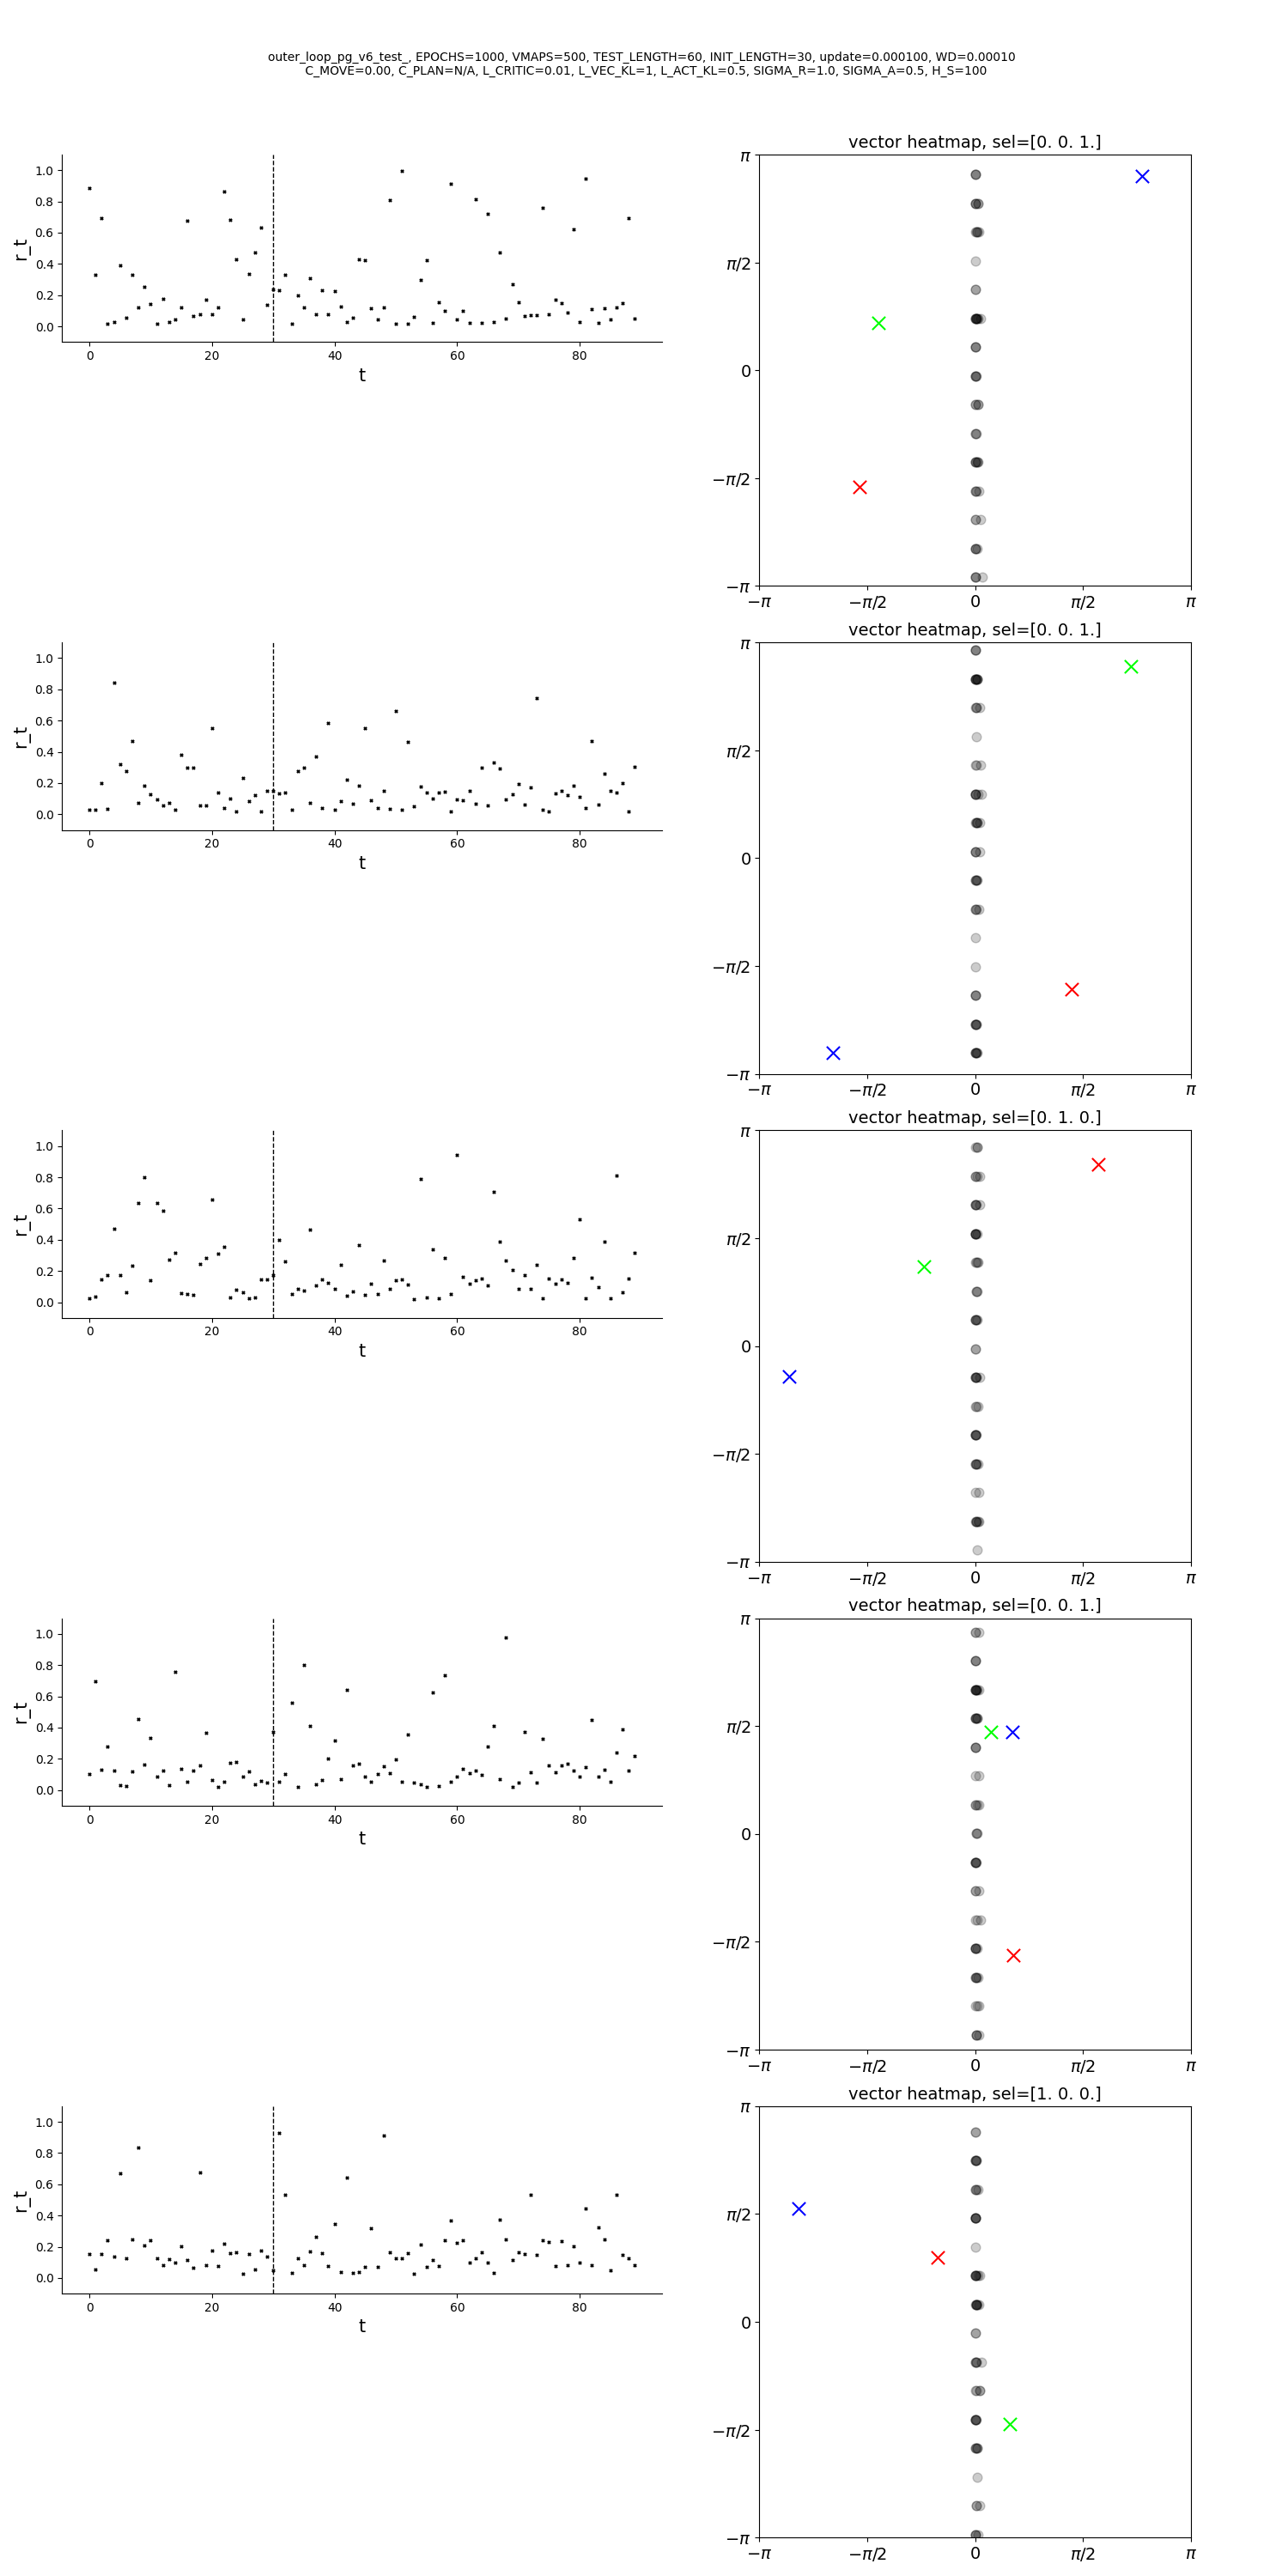 outer_loop_pg_v6_test_, EPOCHS=1000, VMAPS=500, TEST_LENGTH=60, INIT_LENGTH=30, update=0.000100, WD=0.00010
C_MOVE=0.00, C_PLAN=N/A, L_CRITIC=0.01, L_VEC_KL=1, L_ACT_KL=0.5, SIGMA_R=1.0, SIGMA_A=0.5, H_S=100
1.0
0.8
0.6
0.4
0.2
0.0
r_t
0 20 40 60 80
t
vector heatmap, sel=[0. 0. 1.]
π
π/2
0
−π/2
−π
−π −π/2 0 π/2 π
1.0
0.8
0.6
0.4
0.2
0.0
r_t
0 20 40 60 80
t
vector heatmap, sel=[0. 0. 1.]
π
π/2
0
−π/2
−π
−π −π/2 0 π/2 π
1.0
0.8
0.6
0.4
0.2
0.0
r_t
0 20 40 60 80
t
vector heatmap, sel=[0. 1. 0.]
π
π/2
0
−π/2
−π
−π −π/2 0 π/2 π
1.0
0.8
0.6
0.4
0.2
0.0
r_t
0 20 40 60 80
t
vector heatmap, sel=[0. 0. 1.]
π
π/2
0
−π/2
−π
−π −π/2 0 π/2 π
1.0
0.8
0.6
0.4
0.2
0.0
r_t
0 20 40 60 80
t
vector heatmap, sel=[1. 0. 0.]
π
π/2
0
−π/2
−π
−π −π/2 0 π/2 π